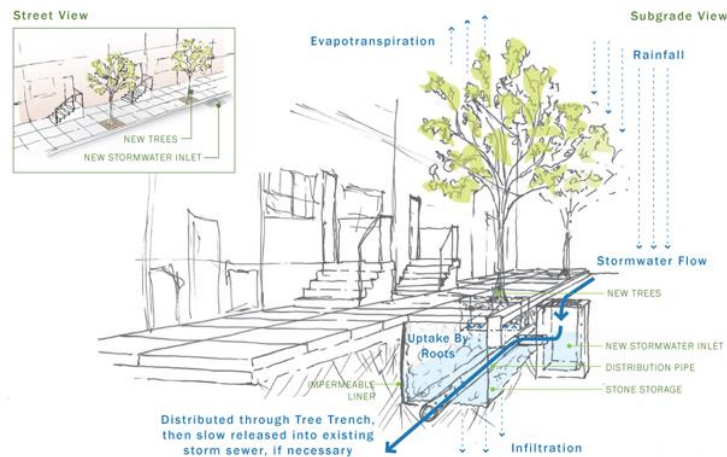 Street View
NEW TREES
NEW STORMWATER INLET
Subgrade View
Evapotranspiration
Rainfall
Stormwater Flow
NEW TREES
Uptake By
Roots
NEW STORMWATER INLET
DISTRIBUTION PIPE
STONE STORAGE
IMPERMEABLE
LINER
Distributed through Tree Trench,
then slow released into existing
storm sewer, if necessary
Infiltration